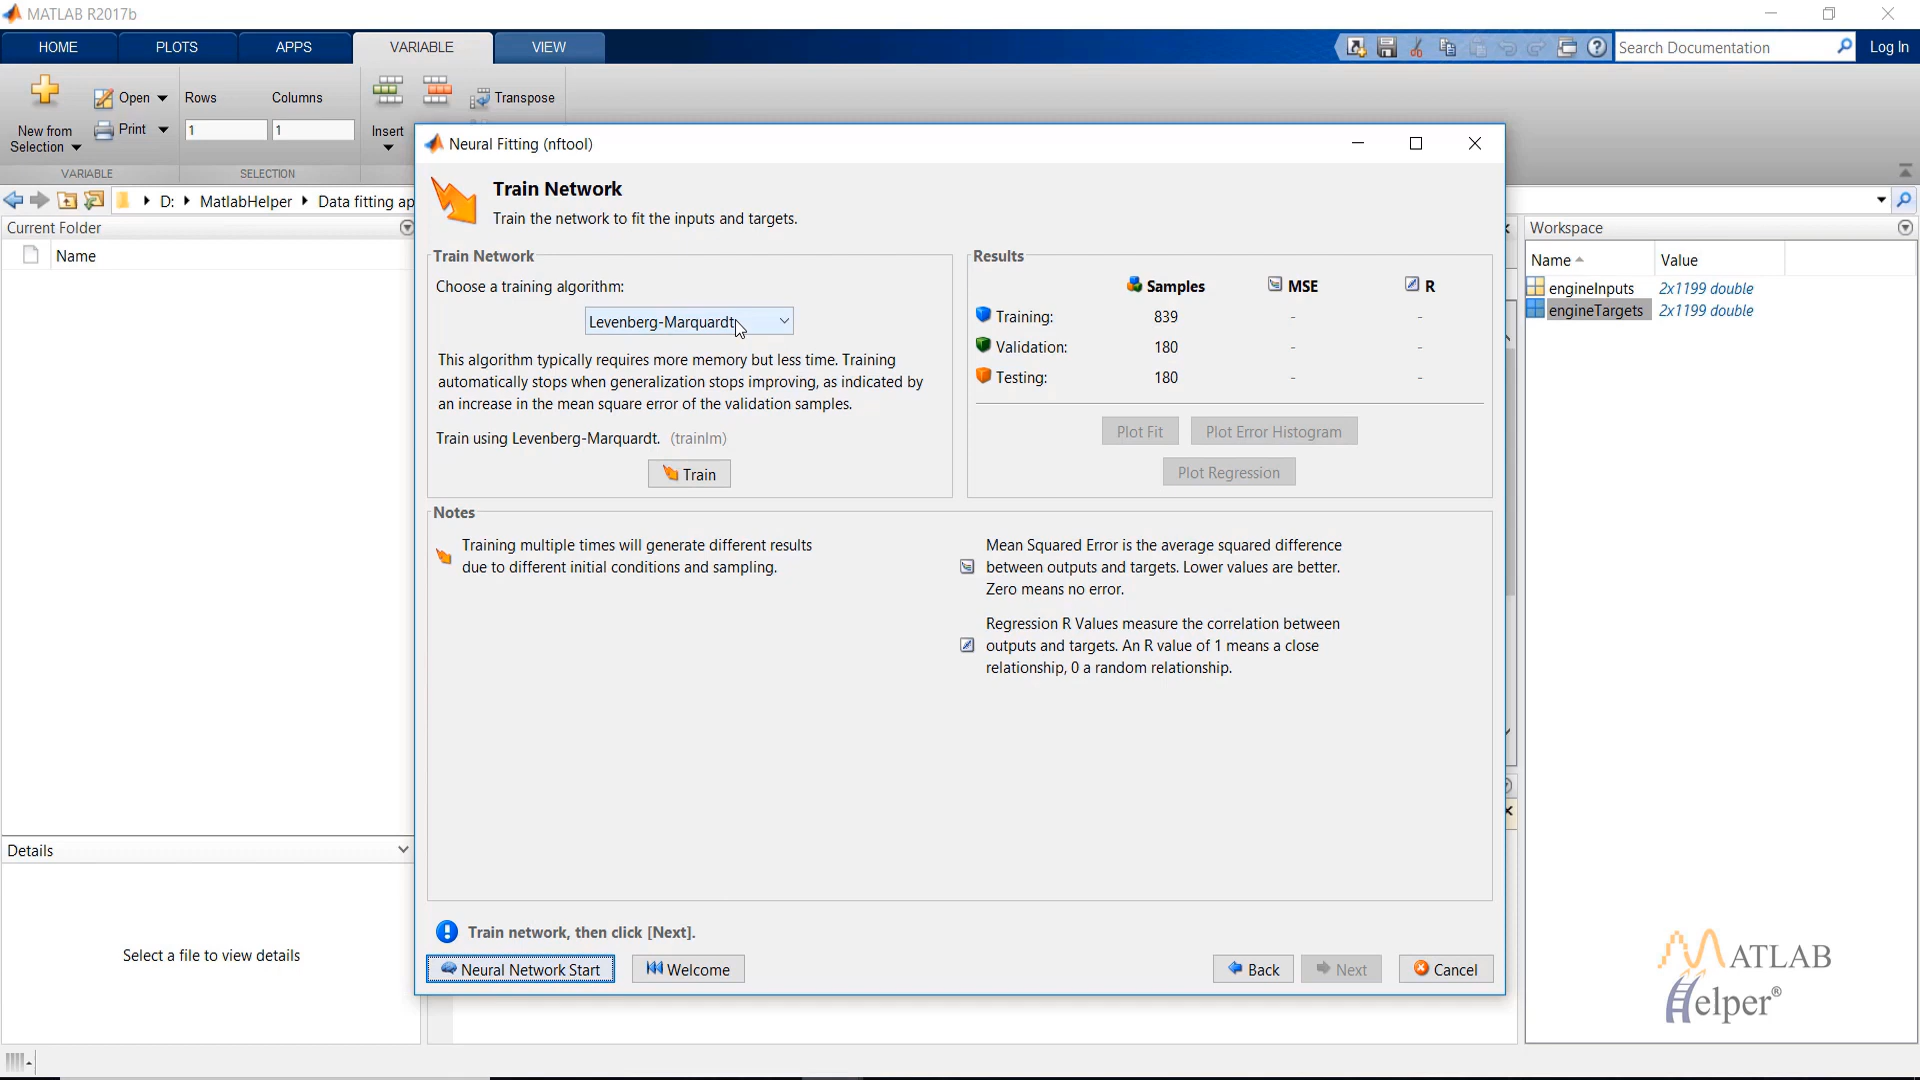 MATLAB R2017b
HOME
PLOTS
APPS
VARIABLE
VIEW
Search Documentation
Log In
New from
Selection
Open
Print
Rows
Columns
1
1
Insert
Transpose
VARIABLE
SELECTION
D:
MatlabHelper
Data fitting ap
Current Folder
Name
Details
Select a file to view details
Neural Fitting (nftool)
Train Network
Train the network to fit the inputs and targets.
Train Network
Choose a training algorithm:
Levenberg-Marquardt
This algorithm typically requires more memory but less time. Training
automatically stops when generalization stops improving, as indicated by
an increase in the mean square error of the validation samples.
Train using Levenberg-Marquardt. (trainlm)
Train
Results
Samples MSE R
Training: 839 - -
Validation: 180 - -
Testing: 180 - -
Plot Fit
Plot Error Histogram
Plot Regression
Notes
Training multiple times will generate different results
due to different initial conditions and sampling.
Mean Squared Error is the average squared difference
between outputs and targets. Lower values are better.
Zero means no error.
Regression R Values measure the correlation between
outputs and targets. An R value of 1 means a close
relationship, 0 a random relationship.
Train network, then click [Next].
Neural Network Start
Welcome
Back
Next
Cancel
Workspace
Name Value
engineInputs 2x1199 double
engineTargets 2x1199 double
MATLAB
Helper®